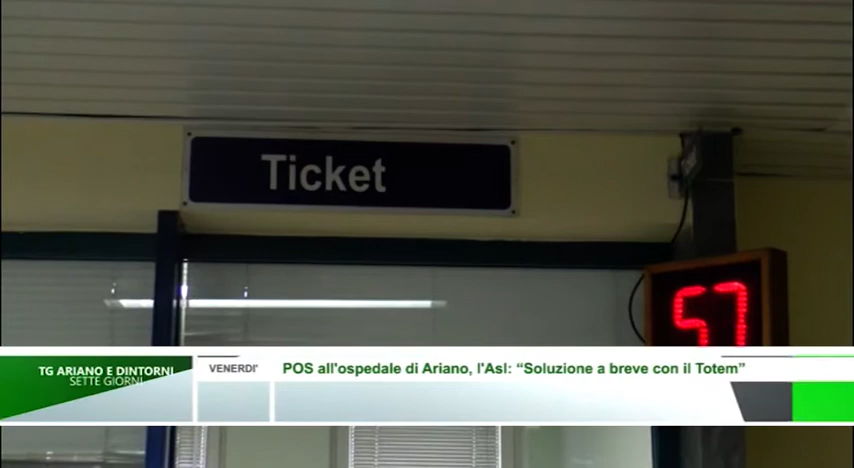 Ticket
57
TG ARIANO E DINTORNI
SETTE GIORNI
VENERDI'
POS all'ospedale di Ariano, l'Asl: “Soluzione a breve con il Totem”